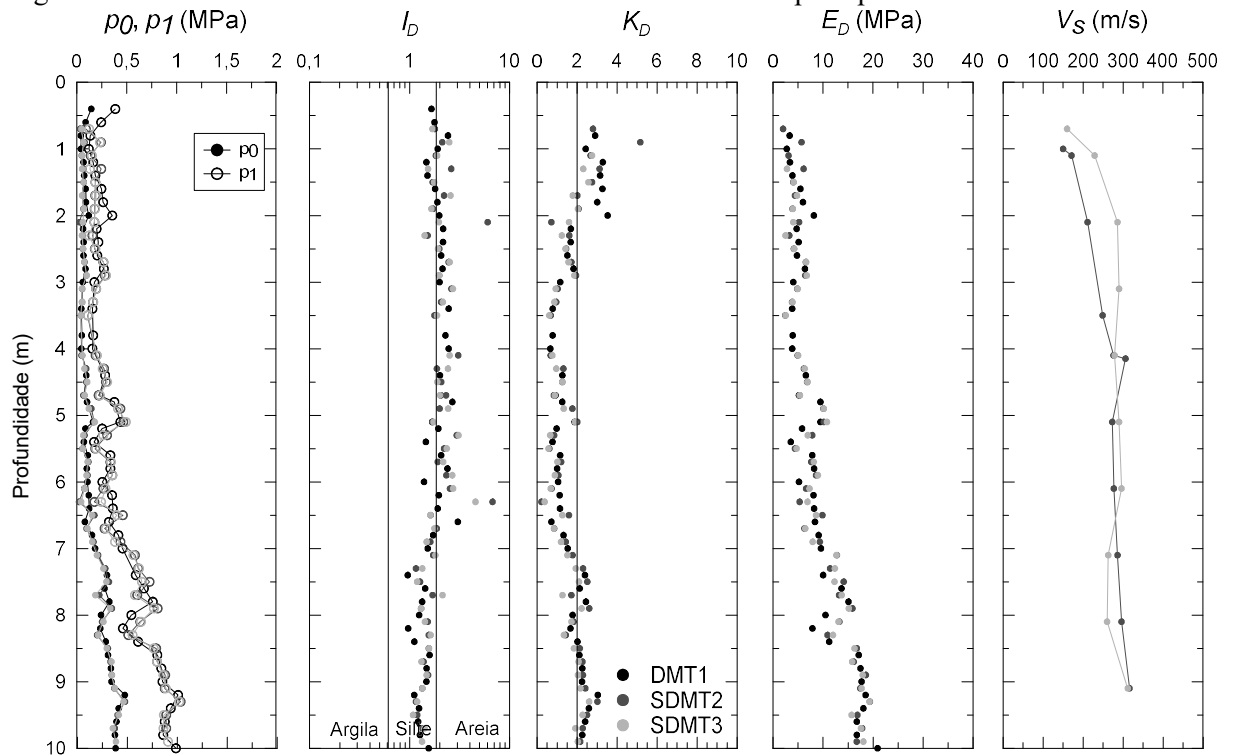 p0, p1 (MPa)
ID
KD
ED (MPa)
VS (m/s)
0 0,5 1 1,5 2
0,1 1 10
0 2 4 6 8 10
0 10 20 30 40
100 200 300 400 500
0
1
2
3
4
5
6
7
8
9
10
Profundidade (m)
p0
p1
DMT1
SDMT2
SDMT3
Argila
Silte
Areia